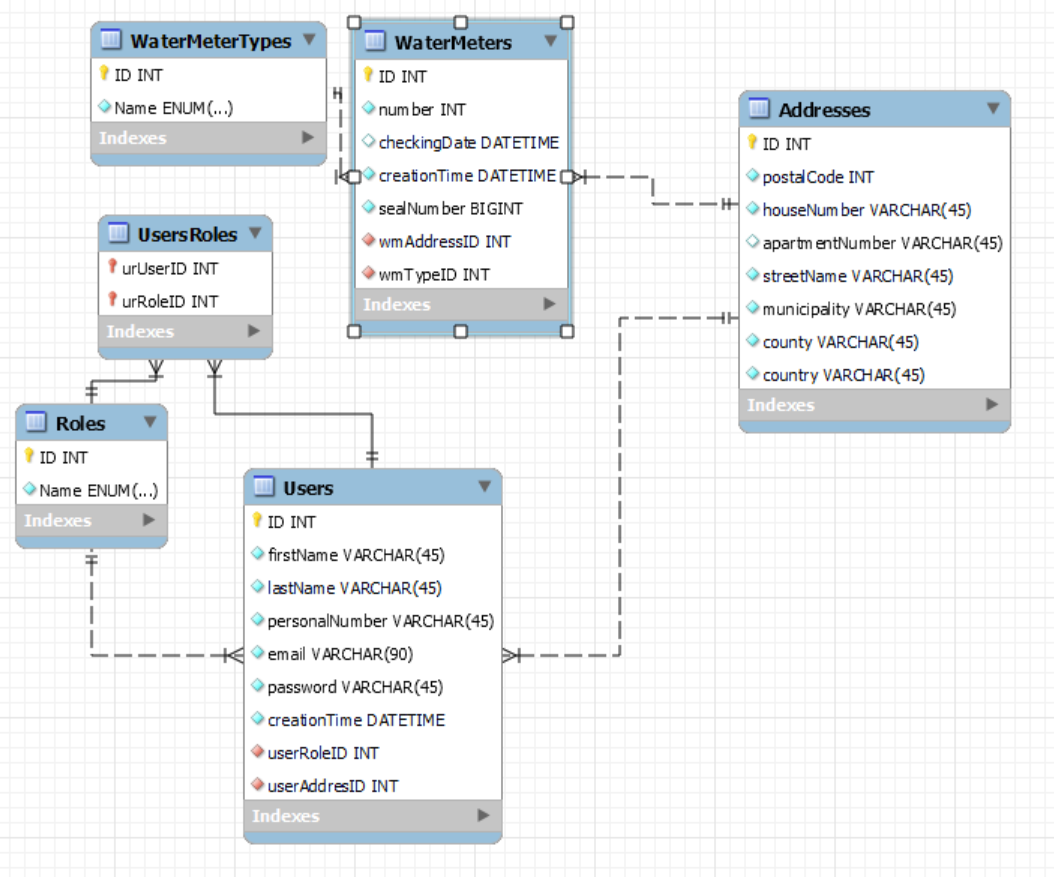 WaterMeterTypes
ID INT
Name ENUM(...)
Indexes
WaterMeters
ID INT
number INT
checkingDate DATETIME
creationTime DATETIME
sealNumber BIGINT
wmAddressID INT
wmTypeID INT
Indexes
Addresses
ID INT
postalCode INT
houseNumber VARCHAR(45)
apartmentNumber VARCHAR(45)
streetName VARCHAR(45)
municipality VARCHAR(45)
county VARCHAR(45)
country VARCHAR(45)
Indexes
UsersRoles
urUserID INT
urRoleID INT
Indexes
Roles
ID INT
Name ENUM(...)
Indexes
Users
ID INT
firstName VARCHAR(45)
lastName VARCHAR(45)
personalNumber VARCHAR(45)
email VARCHAR(90)
password VARCHAR(45)
creationTime DATETIME
userRoleID INT
userAddresID INT
Indexes